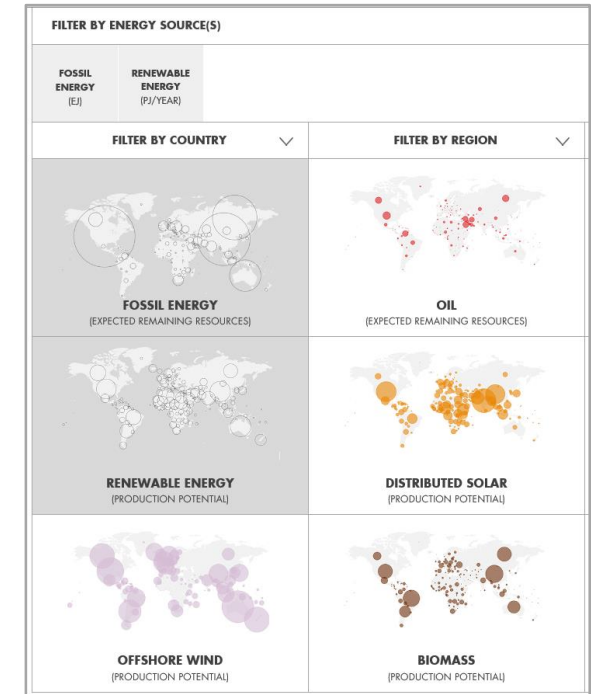 FILTER BY ENERGY SOURCE(S)
FOSSIL
ENERGY
(EJ)
RENEWABLE
ENERGY
(PJ/YEAR)
FILTER BY COUNTRY
FILTER BY REGION
FOSSIL ENERGY
(EXPECTED REMAINING RESOURCES)
OIL
(EXPECTED REMAINING RESOURCES)
RENEWABLE ENERGY
(PRODUCTION POTENTIAL)
DISTRIBUTED SOLAR
(PRODUCTION POTENTIAL)
OFFSHORE WIND
(PRODUCTION POTENTIAL)
BIOMASS
(PRODUCTION POTENTIAL)